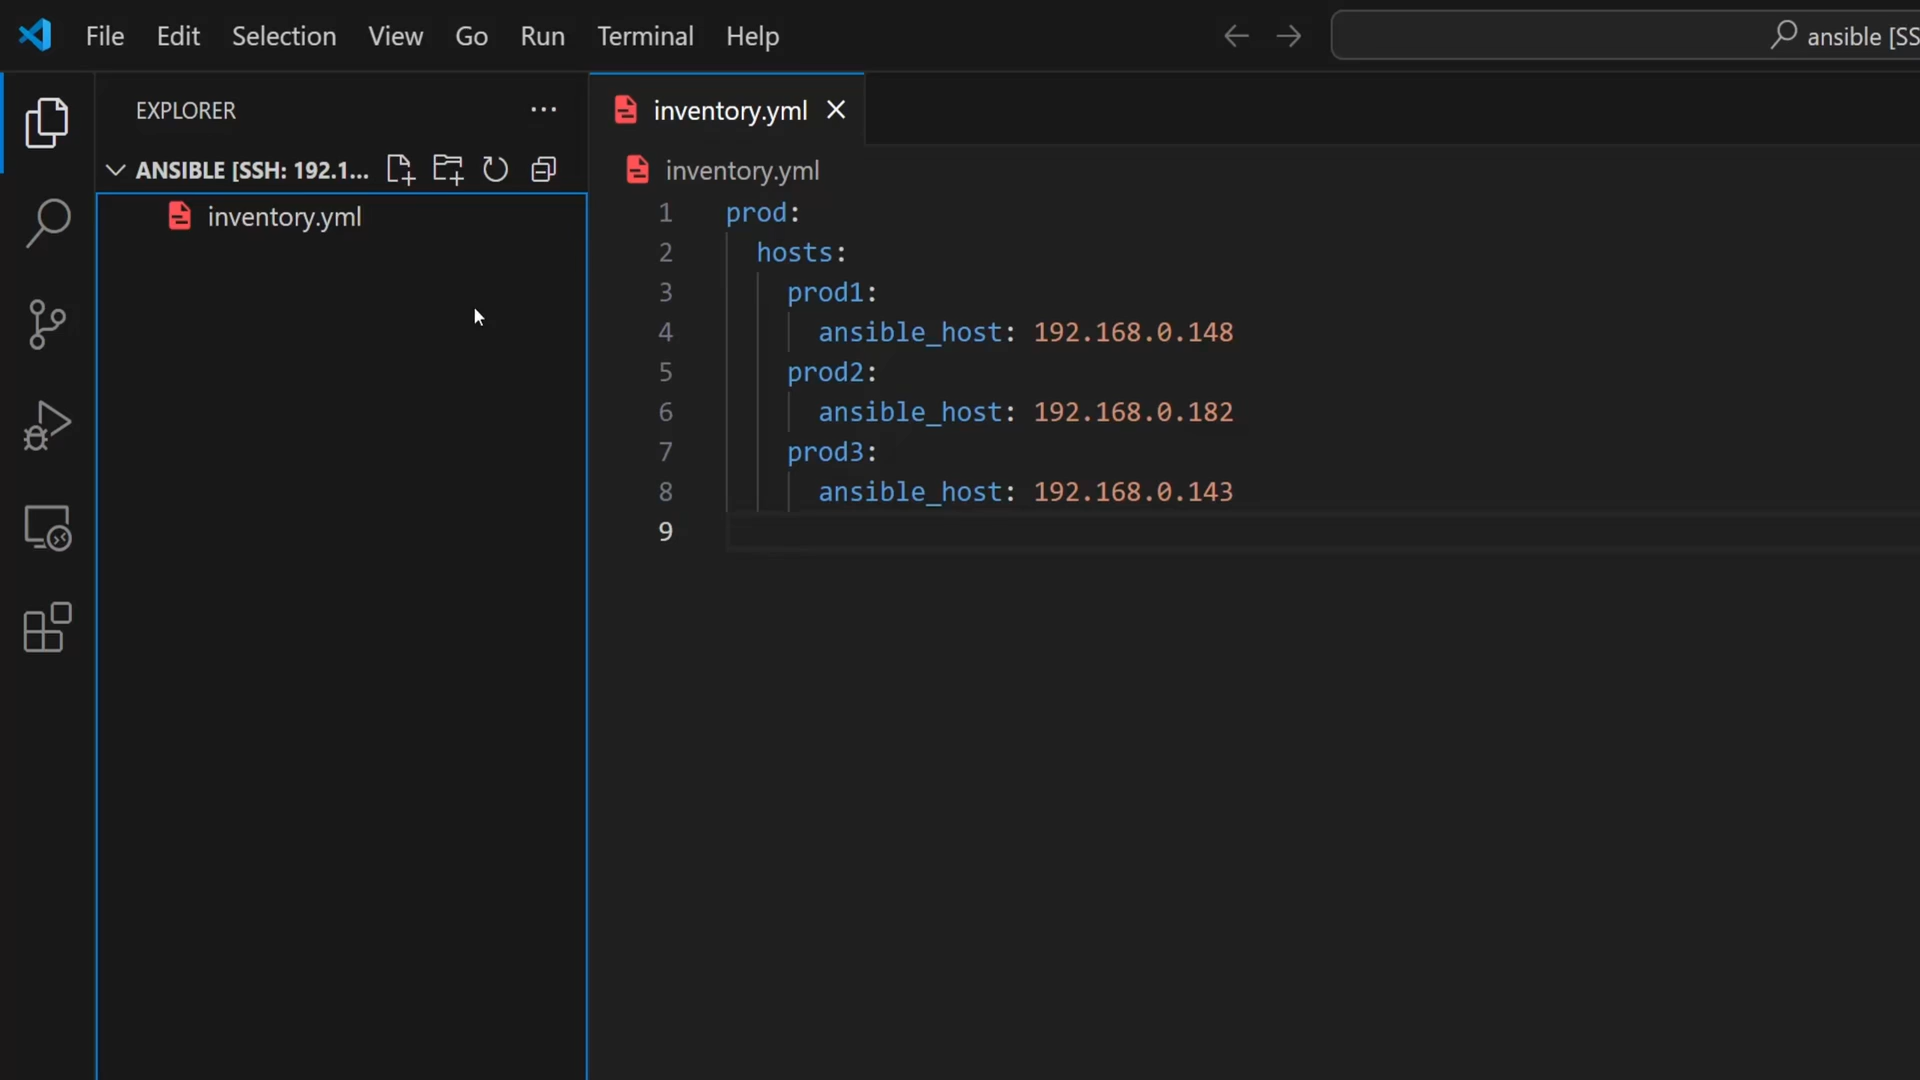 File Edit Selection View Go Run Terminal Help
ansible [SS
EXPLORER
ANSIBLE [SSH: 192.1...
inventory.yml
inventory.yml
inventory.yml
1 prod:
2 hosts:
3 prod1:
4 ansible_host: 192.168.0.148
5 prod2:
6 ansible_host: 192.168.0.182
7 prod3:
8 ansible_host: 192.168.0.143
9